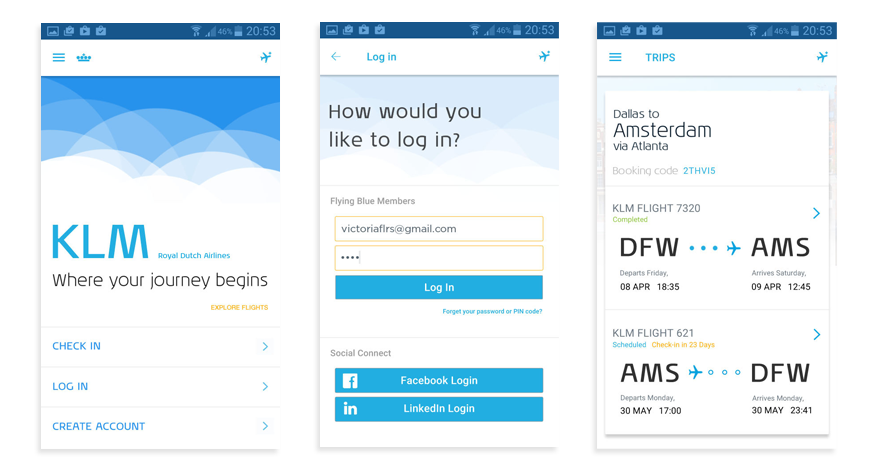 46% 20:53
KLM
Royal Dutch Airlines
Where your journey begins
EXPLORE FLIGHTS
CHECK IN
LOG IN
CREATE ACCOUNT
46% 20:53
Log in
How would you
like to log in?
Flying Blue Members
victoriaflrs@gmail.com
••••
Log In
Forget your password or PIN code?
Social Connect
f Facebook Login
in LinkedIn Login
46% 20:53
TRIPS
Dallas to
Amsterdam
via Atlanta
Booking code 2THVI5
KLM FLIGHT 7320
Completed
DFW AMS
Departs Friday, Arrives Saturday,
08 APR 18:35 09 APR 12:45
KLM FLIGHT 621
Scheduled Check-in in 23 Days
AMS DFW
Departs Monday, Arrives Monday,
30 MAY 17:00 30 MAY 23:41